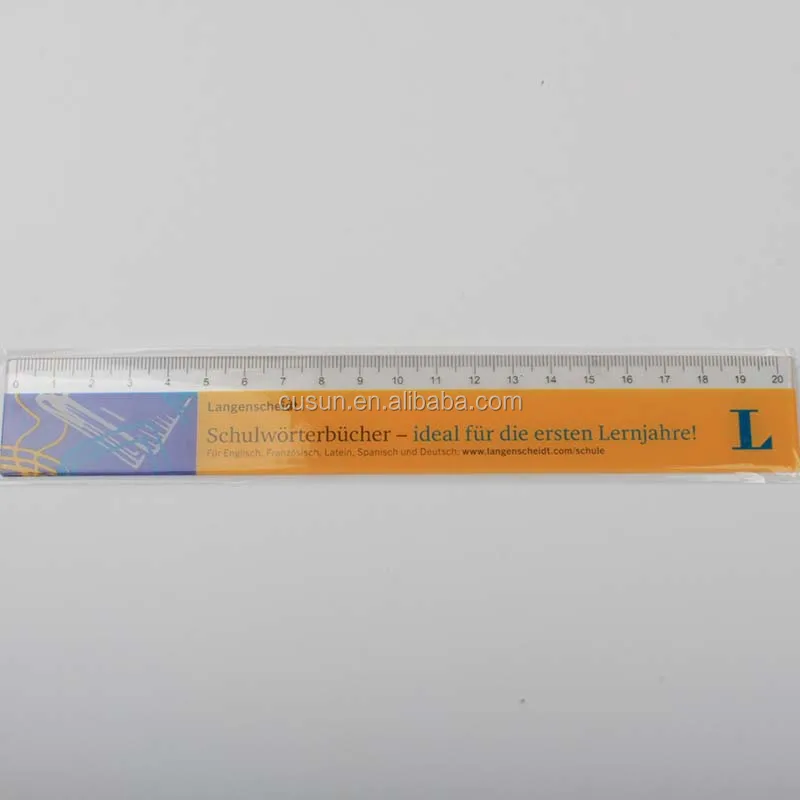 0 1 2 3 4 5 6 7 8 9 10 11 12 13 14 15 16 17 18 19 20
cusun.en.alibaba.com
Langenscheidt
Schulwörterbücher – ideal für die ersten Lernjahre!
L
Für Englisch, Französisch, Latein, Spanisch und Deutsch: www.langenscheidt.com/schule